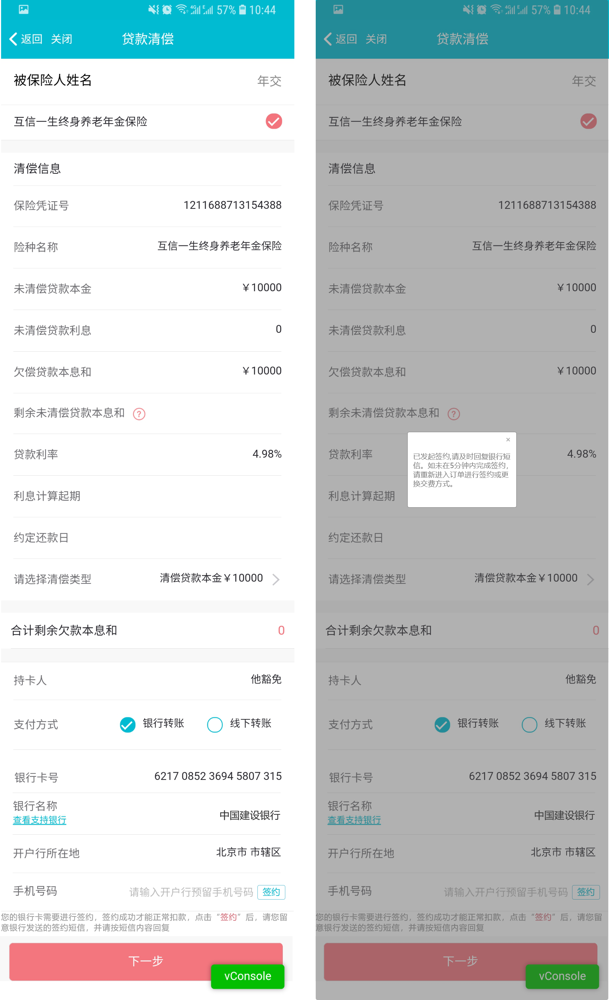 57% 10:44
返回 关闭 贷款清偿
被保险人姓名 年交
互信一生终身养老年金保险
清偿信息
保险凭证号 1211688713154388
险种名称 互信一生终身养老年金保险
未清偿贷款本金 ￥10000
未清偿贷款利息 0
欠偿贷款本息和 ￥10000
剩余未清偿贷款本息和 ?
贷款利率 4.98%
利息计算起期
约定还款日
请选择清偿类型 清偿贷款本金￥10000
合计剩余欠款本息和 0
持卡人 他豁免
支付方式 银行转账 线下转账
银行卡号 6217 0852 3694 5807 315
银行名称
查看支持银行 中国建设银行
开户行所在地 北京市 市辖区
手机号码 请输入开户行预留手机号码 签约
您的银行卡需要进行签约，签约成功才能正常扣款，点击“签约”后，请您留
意银行发送的签约短信，并请按短信内容回复
下一步
vConsole
4G E 57% 10:44
返回 关闭 贷款清偿
被保险人姓名 年交
互信一生终身养老年金保险
清偿信息
保险凭证号 1211688713154388
险种名称 互信一生终身养老年金保险
未清偿贷款本金 ￥10000
未清偿贷款利息 0
欠偿贷款本息和 ￥10000
剩余未清偿贷款本息和 ?
×
贷款利率 4.98%
已发起签约,请及时回复银行短
信。如未在5分钟内完成签约，
请重新进入订单进行签约或更
换交费方式。
利息计算起期
约定还款日
请选择清偿类型 清偿贷款本金￥10000
合计剩余欠款本息和 0
持卡人 他豁免
支付方式 银行转账 线下转账
银行卡号 6217 0852 3694 5807 315
银行名称
查看支持银行 中国建设银行
开户行所在地 北京市 市辖区
手机号码 请输入开户行预留手机号码 签约
您的银行卡需要进行签约，签约成功才能正常扣款，点击“签约”后，请您留
意银行发送的签约短信，并请按短信内容回复
下一步
vConsole